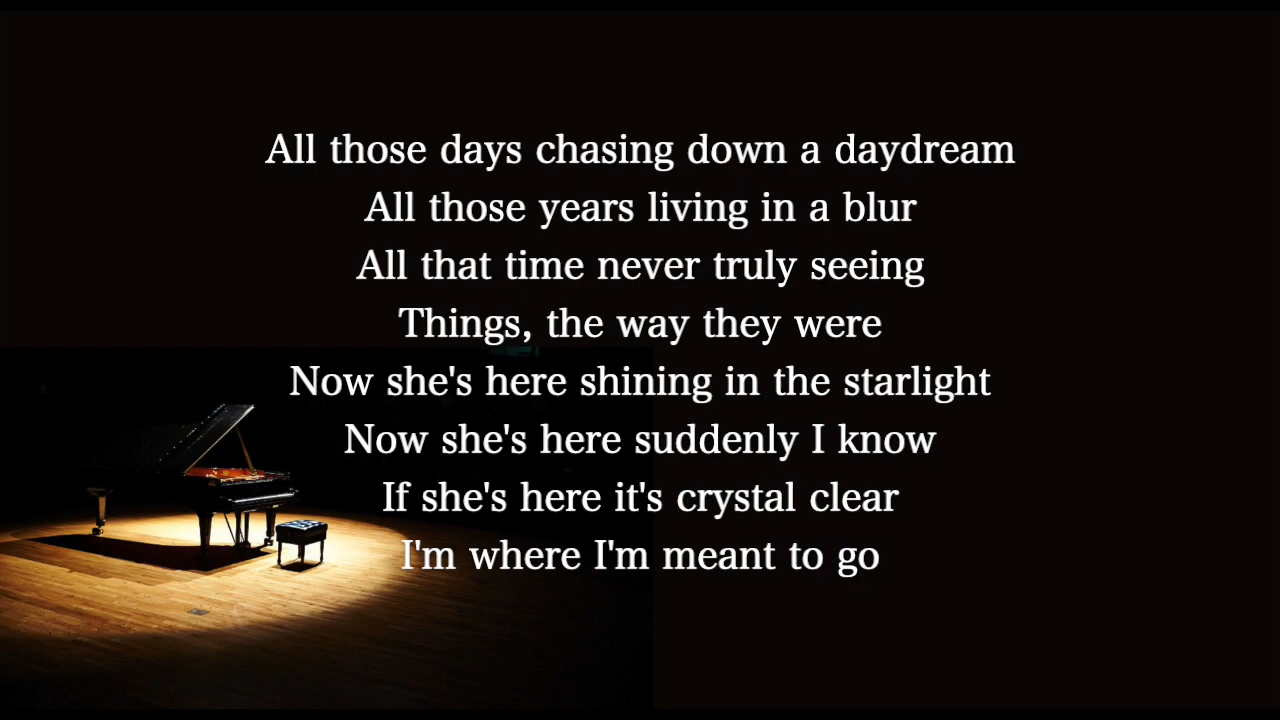 All those days chasing down a daydream
All those years living in a blur
All that time never truly seeing
Things, the way they were
Now she's here shining in the starlight
Now she's here suddenly I know
If she's here it's crystal clear
I'm where I'm meant to go